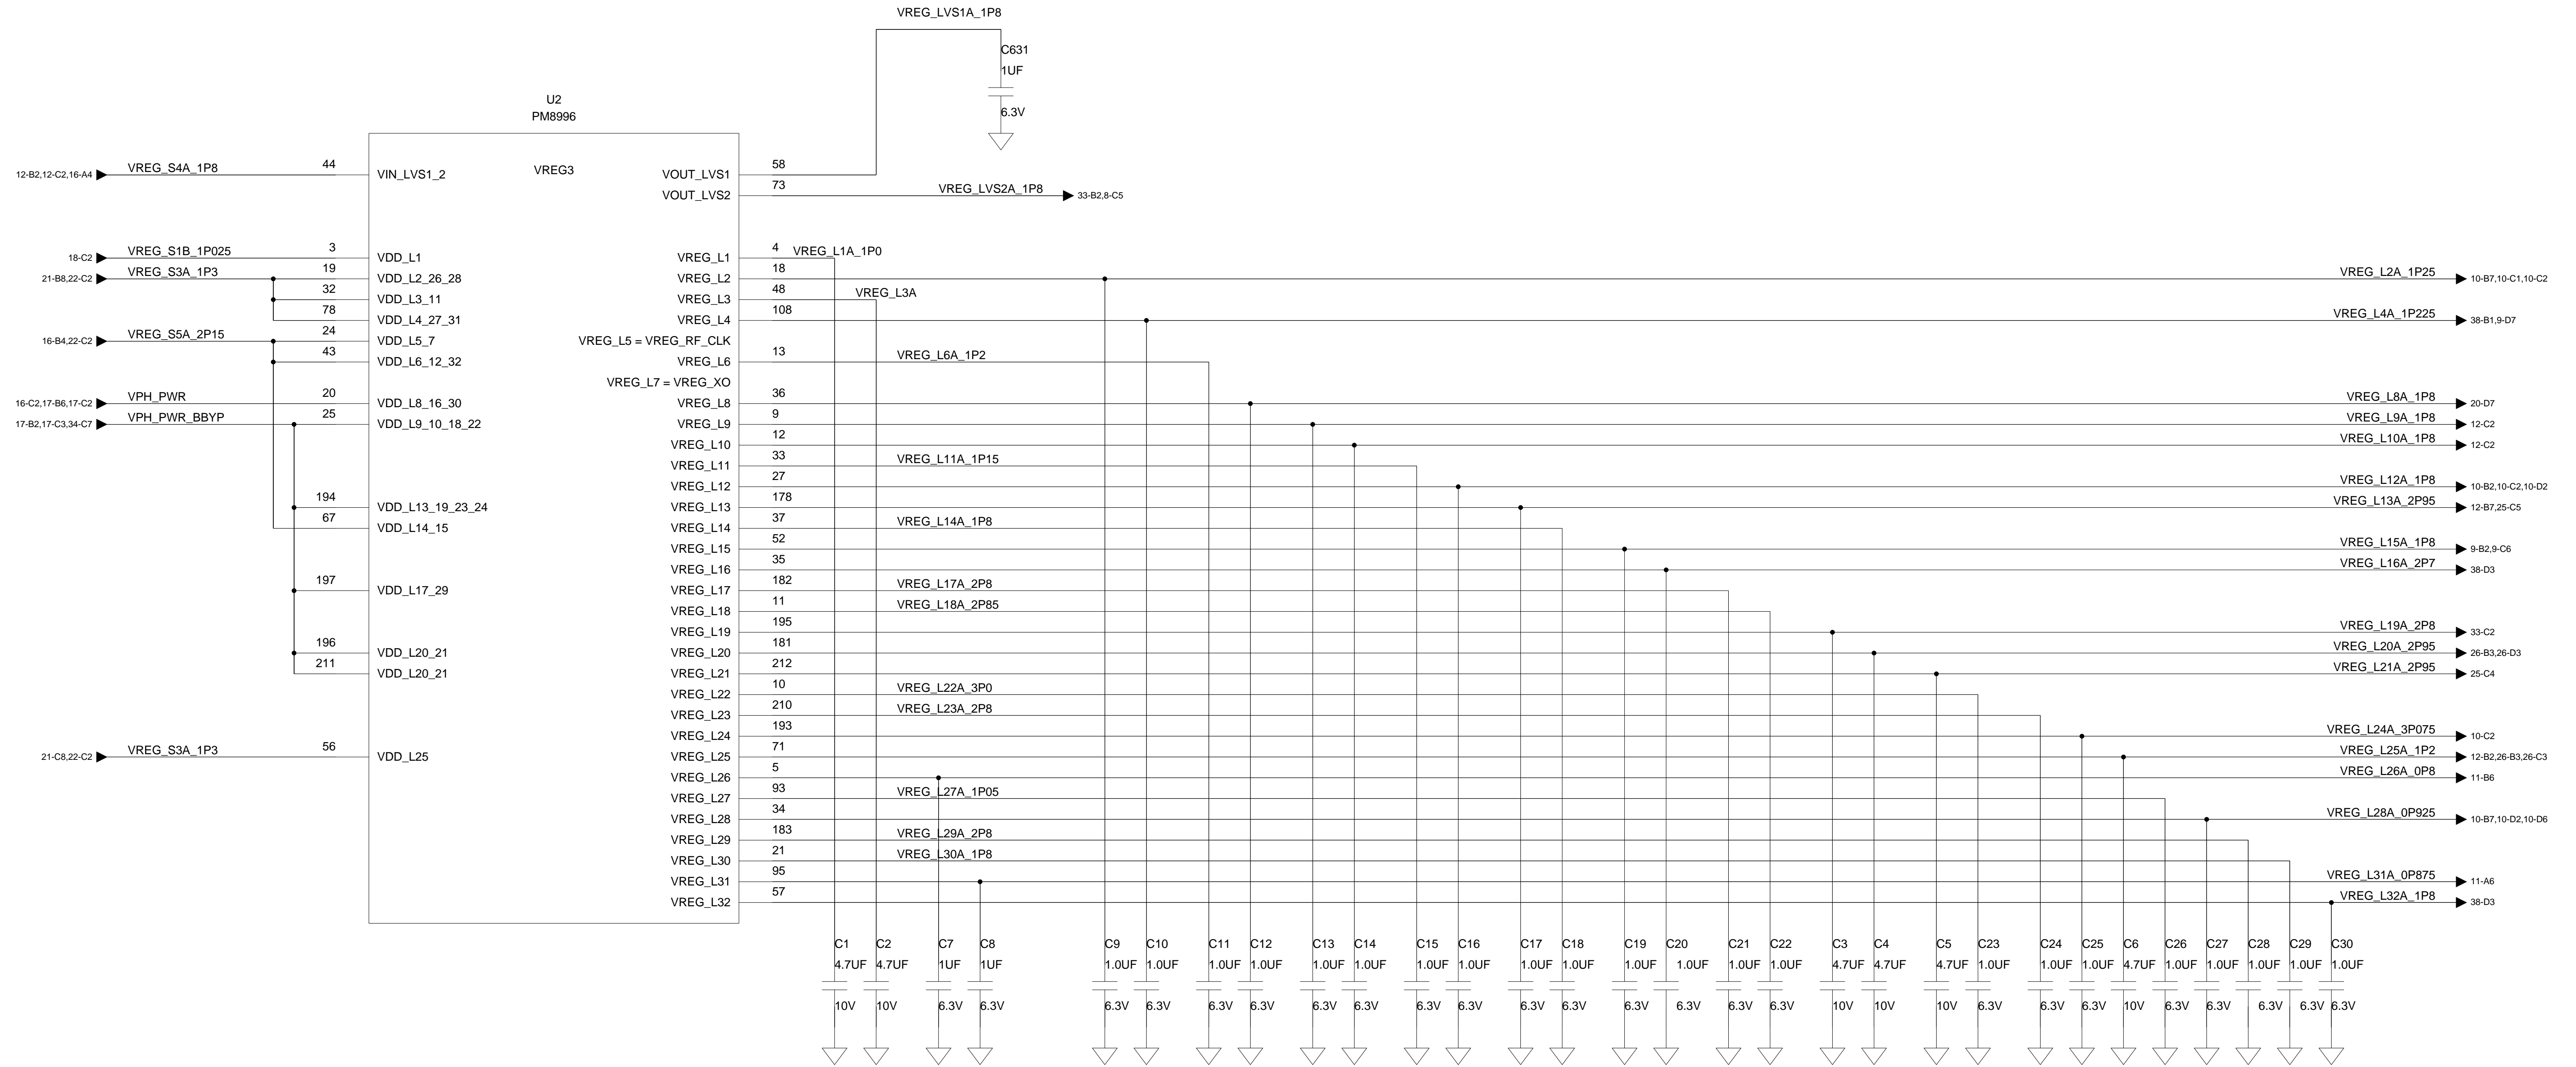 VREG_LVS1A_1P8
C631
1UF
6.3V
U2
PM8996
VREG3
12-B2,12-C2,16-A4 VREG_S4A_1P8 44 VIN_LVS1_2 VOUT_LVS1 58
VOUT_LVS2 73 VREG_LVS2A_1P8 33-B2,8-C5
18-C2 VREG_S1B_1P025 3 VDD_L1 VREG_L1 4 VREG_L1A_1P0
21-B8,22-C2 VREG_S3A_1P3 19 VDD_L2_26_28 VREG_L2 18 VREG_L2A_1P25 10-B7,10-C1,10-C2
32 VDD_L3_11 VREG_L3 48 VREG_L3A
78 VDD_L4_27_31 VREG_L4 108 VREG_L4A_1P225 38-B1,9-D7
16-B4,22-C2 VREG_S5A_2P15 24 VDD_L5_7 VREG_L5 = VREG_RF_CLK
43 VDD_L6_12_32 VREG_L6 13 VREG_L6A_1P2
VREG_L7 = VREG_XO
16-C2,17-B6,17-C2 VPH_PWR 20 VDD_L8_16_30 VREG_L8 36 VREG_L8A_1P8 20-D7
17-B2,17-C3,34-C7 VPH_PWR_BBYP 25 VDD_L9_10_18_22 VREG_L9 9 VREG_L9A_1P8 12-C2
VREG_L10 12 VREG_L10A_1P8 12-C2
VREG_L11 33 VREG_L11A_1P15
VREG_L12 27 VREG_L12A_1P8 10-B2,10-C2,10-D2
194 VDD_L13_19_23_24 VREG_L13 178 VREG_L13A_2P95 12-B7,25-C5
67 VDD_L14_15 VREG_L14 37 VREG_L14A_1P8
VREG_L15 52 VREG_L15A_1P8 9-B2,9-C6
VREG_L16 35 VREG_L16A_2P7 38-D3
197 VDD_L17_29 VREG_L17 182 VREG_L17A_2P8
VREG_L18 11 VREG_L18A_2P85
VREG_L19 195 VREG_L19A_2P8 33-C2
196 VDD_L20_21 VREG_L20 181 VREG_L20A_2P95 26-B3,26-D3
211 VDD_L20_21 VREG_L21 212 VREG_L21A_2P95 25-C4
VREG_L22 10 VREG_L22A_3P0
VREG_L23 210 VREG_L23A_2P8
VREG_L24 193 VREG_L24A_3P075 10-C2
21-C8,22-C2 VREG_S3A_1P3 56 VDD_L25 VREG_L25 71 VREG_L25A_1P2 12-B2,26-B3,26-C3
VREG_L26 5 VREG_L26A_0P8 11-B6
VREG_L27 93 VREG_L27A_1P05
VREG_L28 34 VREG_L28A_0P925 10-B7,10-D2,10-D6
VREG_L29 183 VREG_L29A_2P8
VREG_L30 21 VREG_L30A_1P8
VREG_L31 95 VREG_L31A_0P875 11-A6
VREG_L32 57 VREG_L32A_1P8 38-D3
C1 C2 C7 C8 C9 C10 C11 C12 C13 C14 C15 C16 C17 C18 C19 C20 C21 C22 C3 C4 C5 C23 C24 C25 C6 C26 C27 C28 C29 C30
4.7UF 4.7UF 1UF 1UF 1.0UF 1.0UF 1.0UF 1.0UF 1.0UF 1.0UF 1.0UF 1.0UF 1.0UF 1.0UF 1.0UF 1.0UF 1.0UF 1.0UF 4.7UF 4.7UF 4.7UF 1.0UF 1.0UF 1.0UF 4.7UF 1.0UF 1.0UF 1.0UF 1.0UF 1.0UF
10V 10V 6.3V 6.3V 6.3V 6.3V 6.3V 6.3V 6.3V 6.3V 6.3V 6.3V 6.3V 6.3V 6.3V 6.3V 6.3V 6.3V 10V 10V 10V 6.3V 6.3V 6.3V 10V 6.3V 6.3V 6.3V 6.3V 6.3V